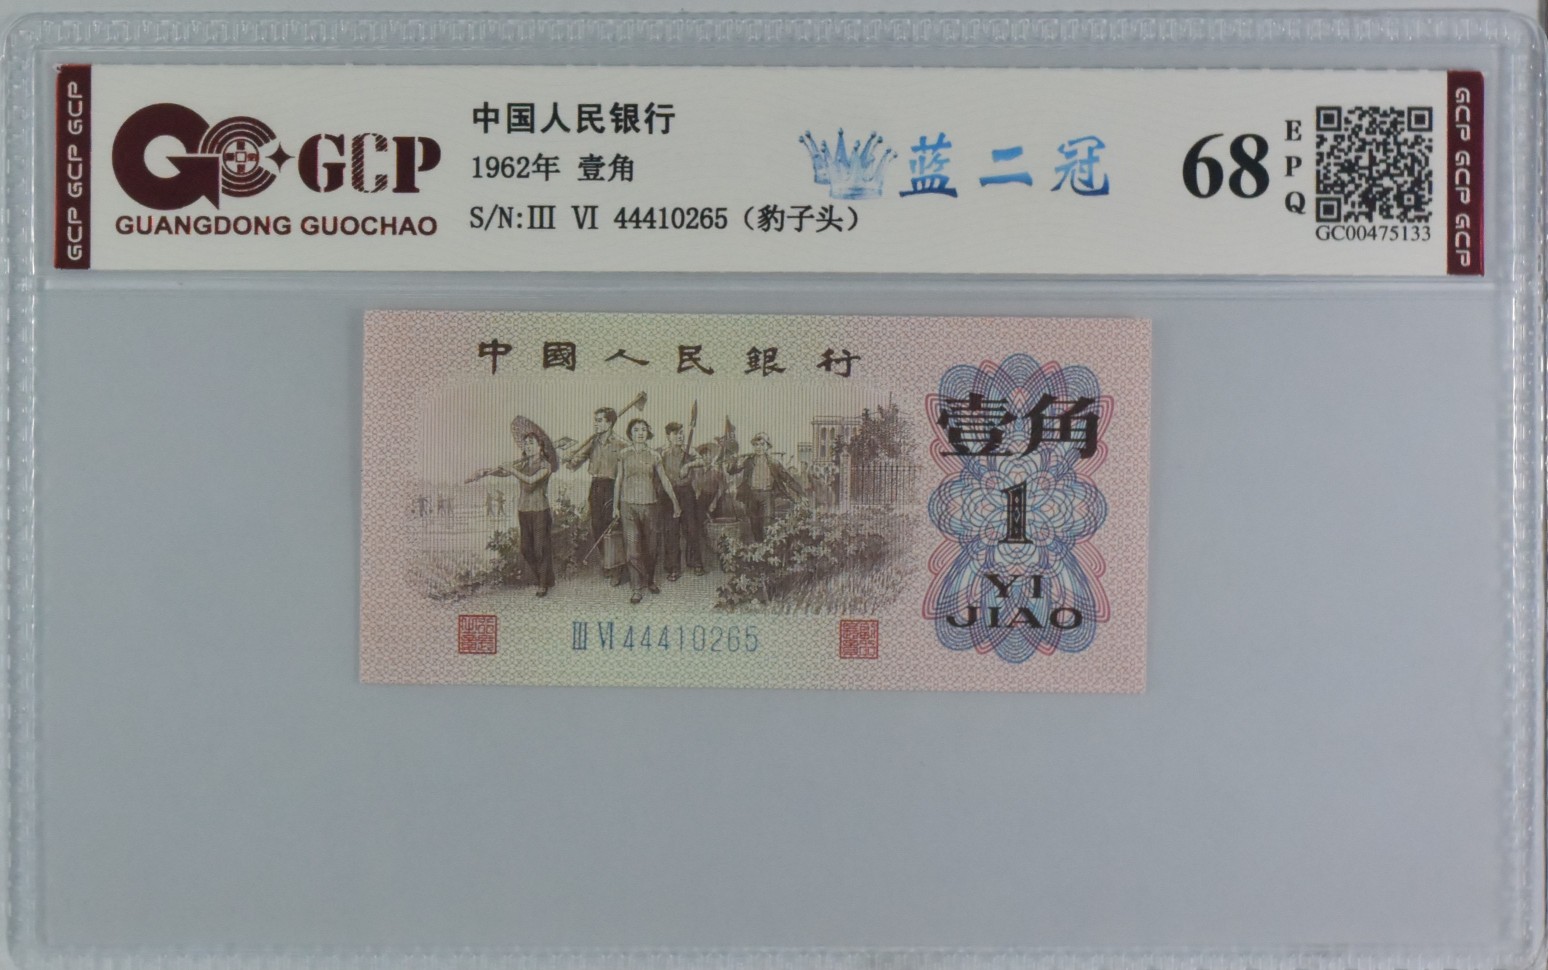 GCP GCP GCP
GCP
GUANGDONG GUOCHAO
中国人民银行
1962年 壹角
S/N:Ⅲ Ⅵ 44410265（豹子头）
蓝二冠
68
EPQ
GC00475133
GCP GCP GCP
中國人民銀行
壹角
1
YI
JIAO
Ⅲ Ⅵ 44410265